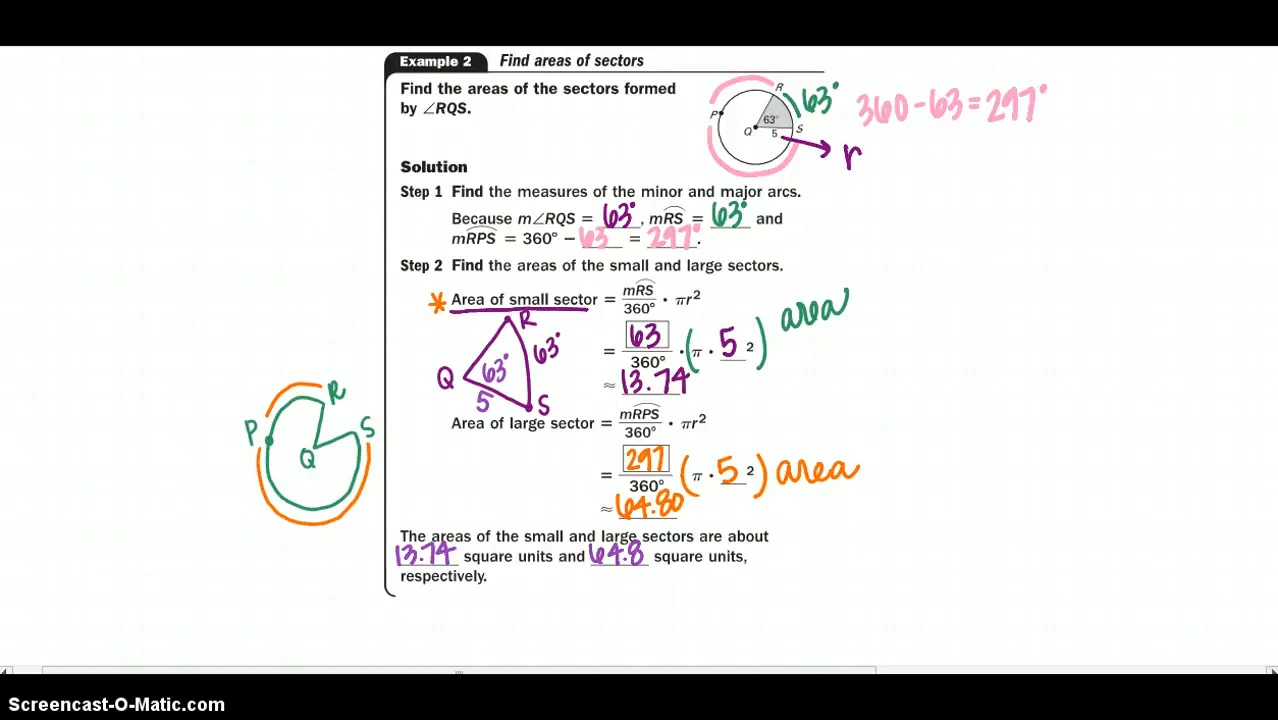 Example 2 Find areas of sectors
Find the areas of the sectors formed
by ∠RQS.
R
P
63°
Q
5
S
63°
360 - 63 = 297°
r
Solution
Step 1 Find the measures of the minor and major arcs.
Because m∠RQS = 63°, mRS = 63° and
mRPS = 360° − 63 = 297°.
Step 2 Find the areas of the small and large sectors.
* Area of small sector = mRS/360° • πr²
= 63/360° • (π • 5²) area
≈ 13.74
R
63°
Q
63°
5
S
Area of large sector = mRPS/360° • πr²
= 297/360° (π • 5²) area
≈ 64.80
R
P
S
Q
The areas of the small and large sectors are about
13.74 square units and 64.8 square units,
respectively.
Screencast-O-Matic.com